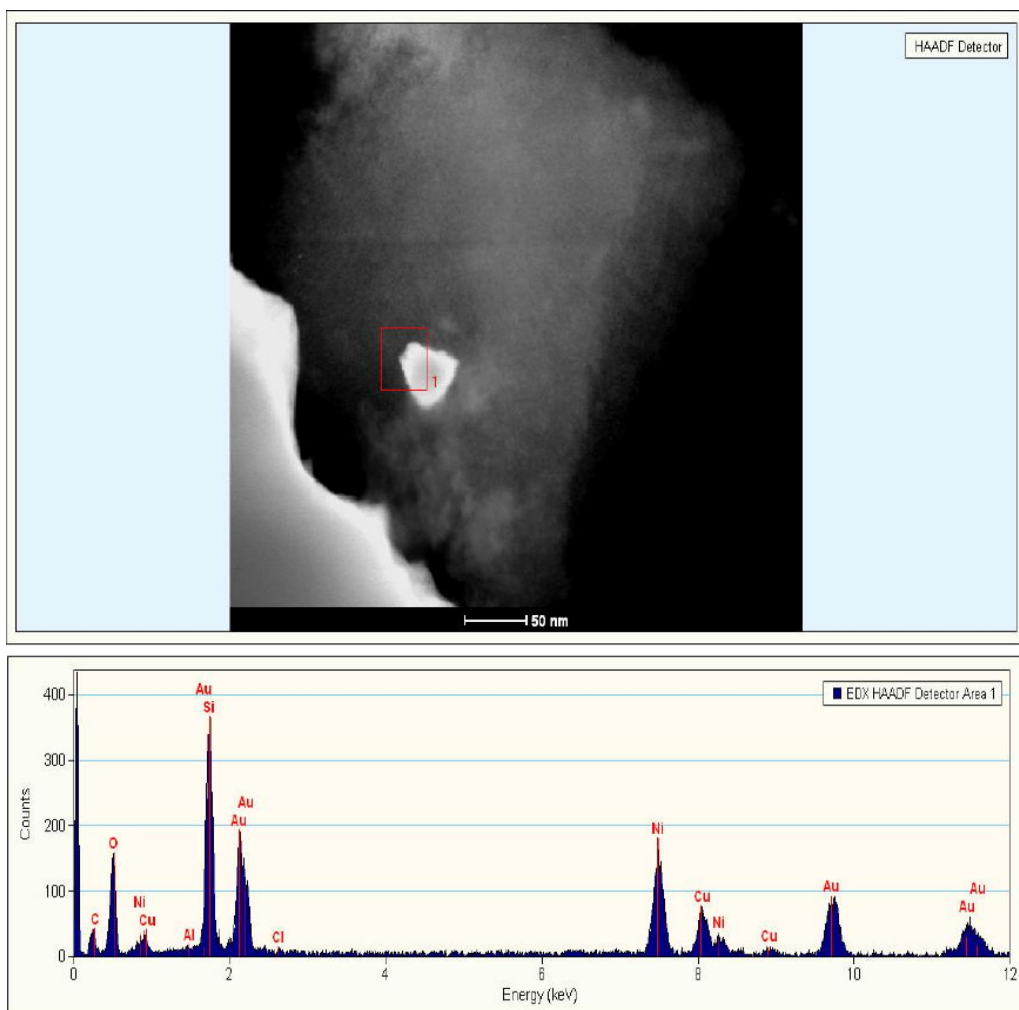 HAADF Detector
1
50 nm
EDX HAADF Detector Area 1
Counts
400
300
200
100
0
Au
Si
Au
Au
O
C
Ni
Cu
Al
Cl
Ni
Cu
Ni
Cu
Au
Au
Au
0 2 4 6 8 10 12
Energy (keV)